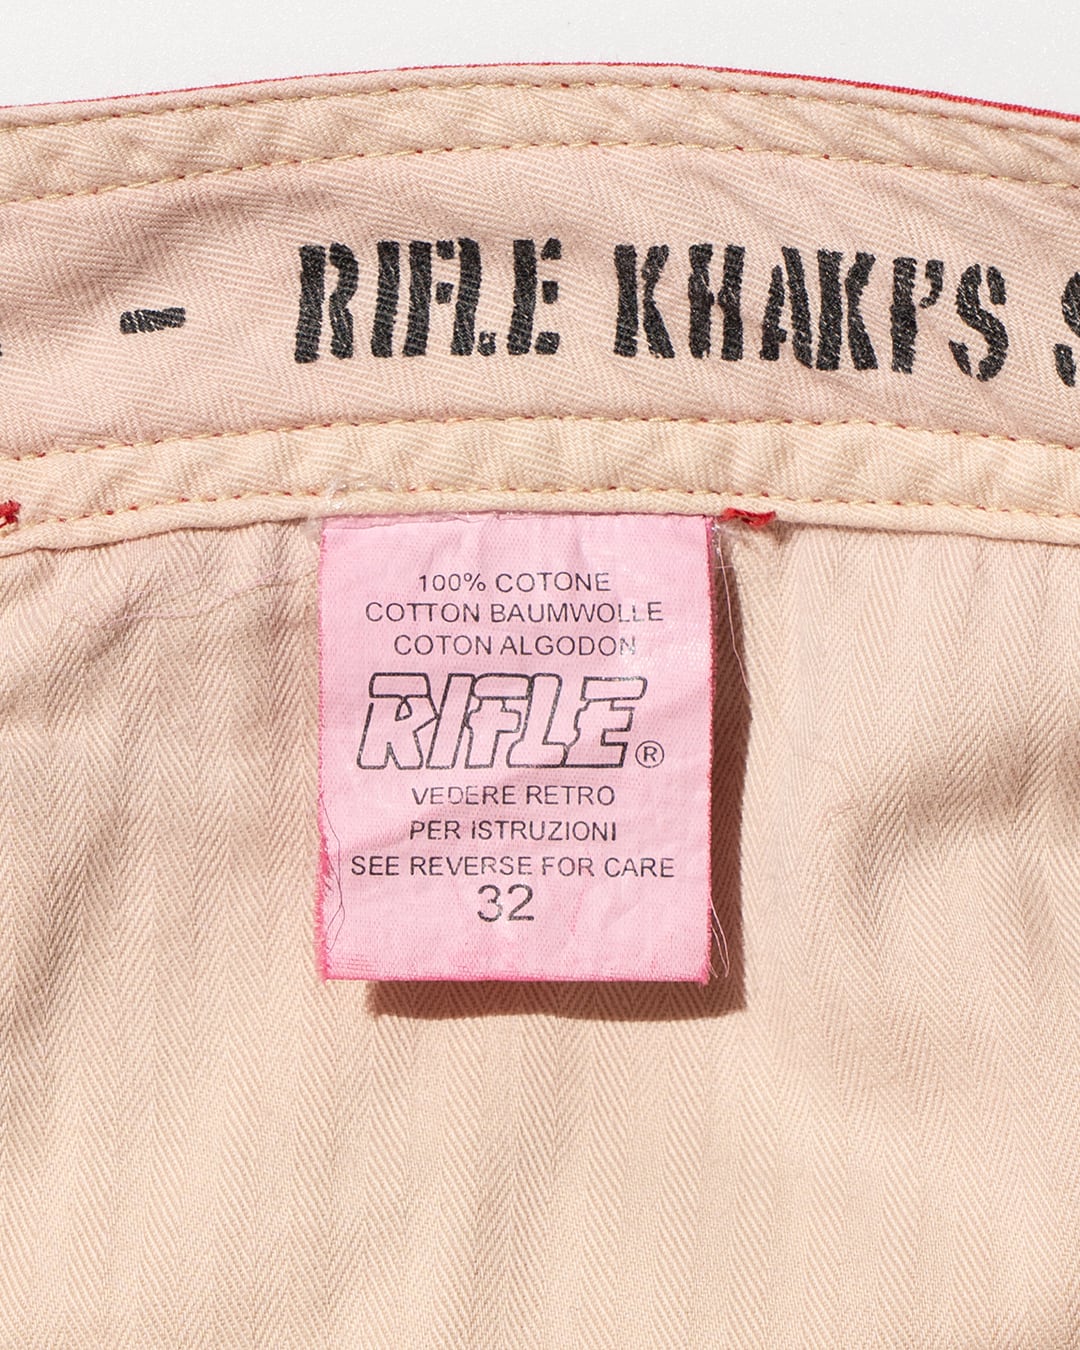 - RIFLE KHAKI'S
100% COTONE
COTTON BAUMWOLLE
COTON ALGODON
RIFLE®
VEDERE RETRO
PER ISTRUZIONI
SEE REVERSE FOR CARE
32